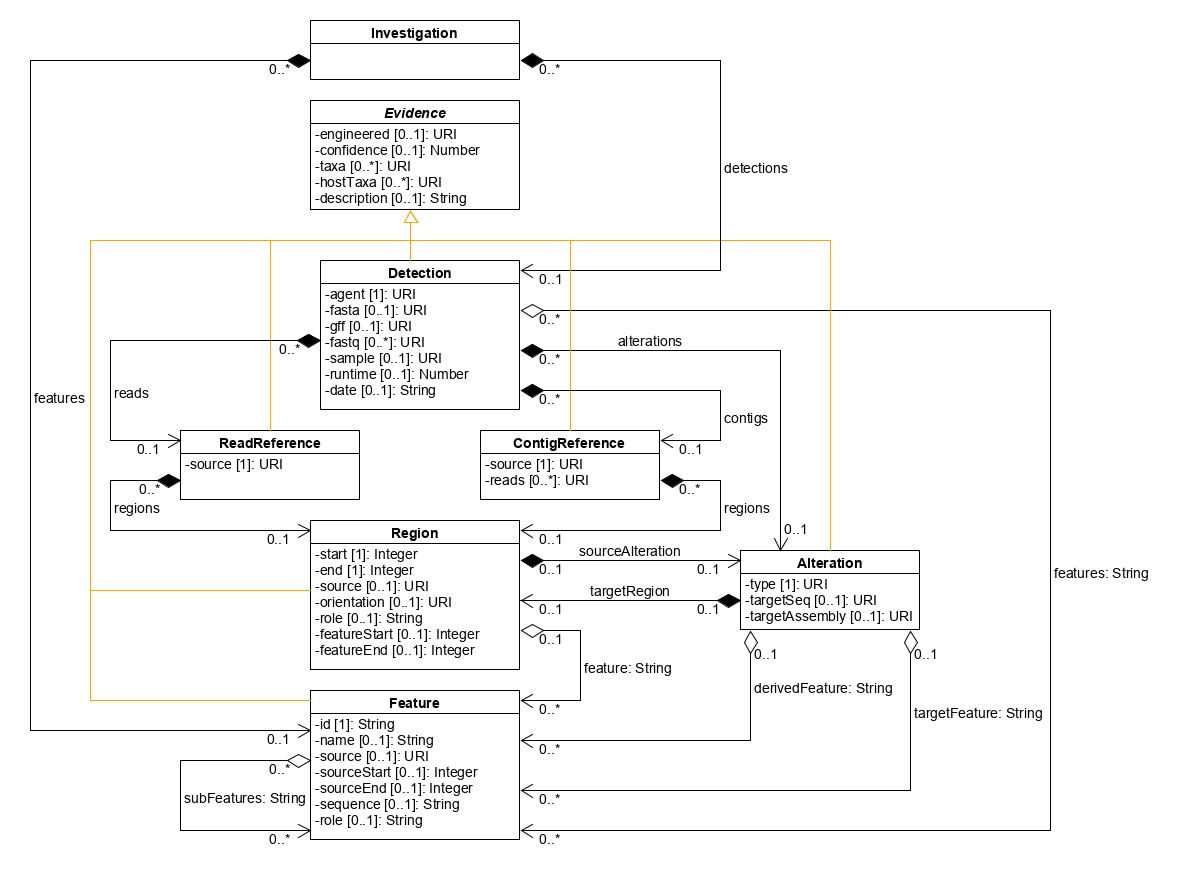 Investigation
0..*
0..*
Evidence
-engineered [0..1]: URI
-confidence [0..1]: Number
-taxa [0..*]: URI
-hostTaxa [0..*]: URI
-description [0..1]: String
detections
Detection
0..1
-agent [1]: URI
-fasta [0..1]: URI
-gff [0..1]: URI
-fastq [0..*]: URI
-sample [0..1]: URI
-runtime [0..1]: Number
-date [0..1]: String
0..*
alterations
0..*
0..*
0..*
features
reads
contigs
0..1
ReadReference
-source [1]: URI
ContigReference
-source [1]: URI
-reads [0..*]: URI
0..1
0..*
regions
0..*
regions
0..1
Region
-start [1]: Integer
-end [1]: Integer
-source [0..1]: URI
-orientation [0..1]: URI
-role [0..1]: String
-featureStart [0..1]: Integer
-featureEnd [0..1]: Integer
0..1
0..1
sourceAlteration
0..1
0..1
targetRegion
0..1
0..1
Alteration
-type [1]: URI
-targetSeq [0..1]: URI
-targetAssembly [0..1]: URI
features: String
0..1
0..1
0..1
feature: String
derivedFeature: String
targetFeature: String
0..*
Feature
-id [1]: String
-name [0..1]: String
-source [0..1]: URI
-sourceStart [0..1]: Integer
-sourceEnd [0..1]: Integer
-sequence [0..1]: String
-role [0..1]: String
0..1
0..*
0..*
subFeatures: String
0..*
0..*
0..*